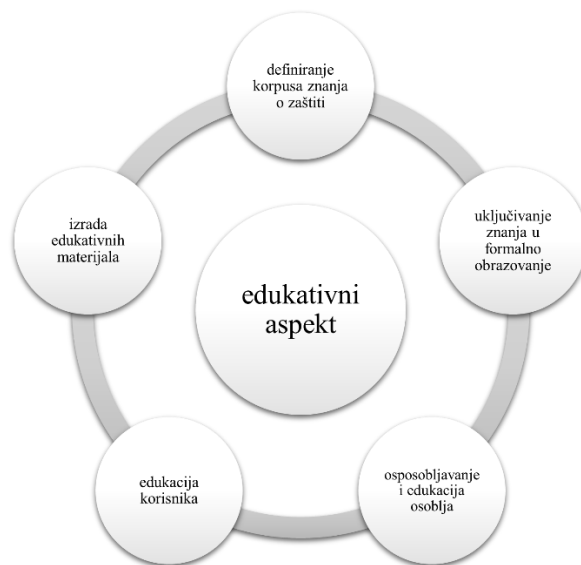 definiranje
korpusa znanja
o zaštiti
uključivanje
znanja u
formalno
obrazovanje
osposobljavanje
i edukacija
osoblja
edukacija
korisnika
izrada
edukativnih
materijala
edukativni
aspekt